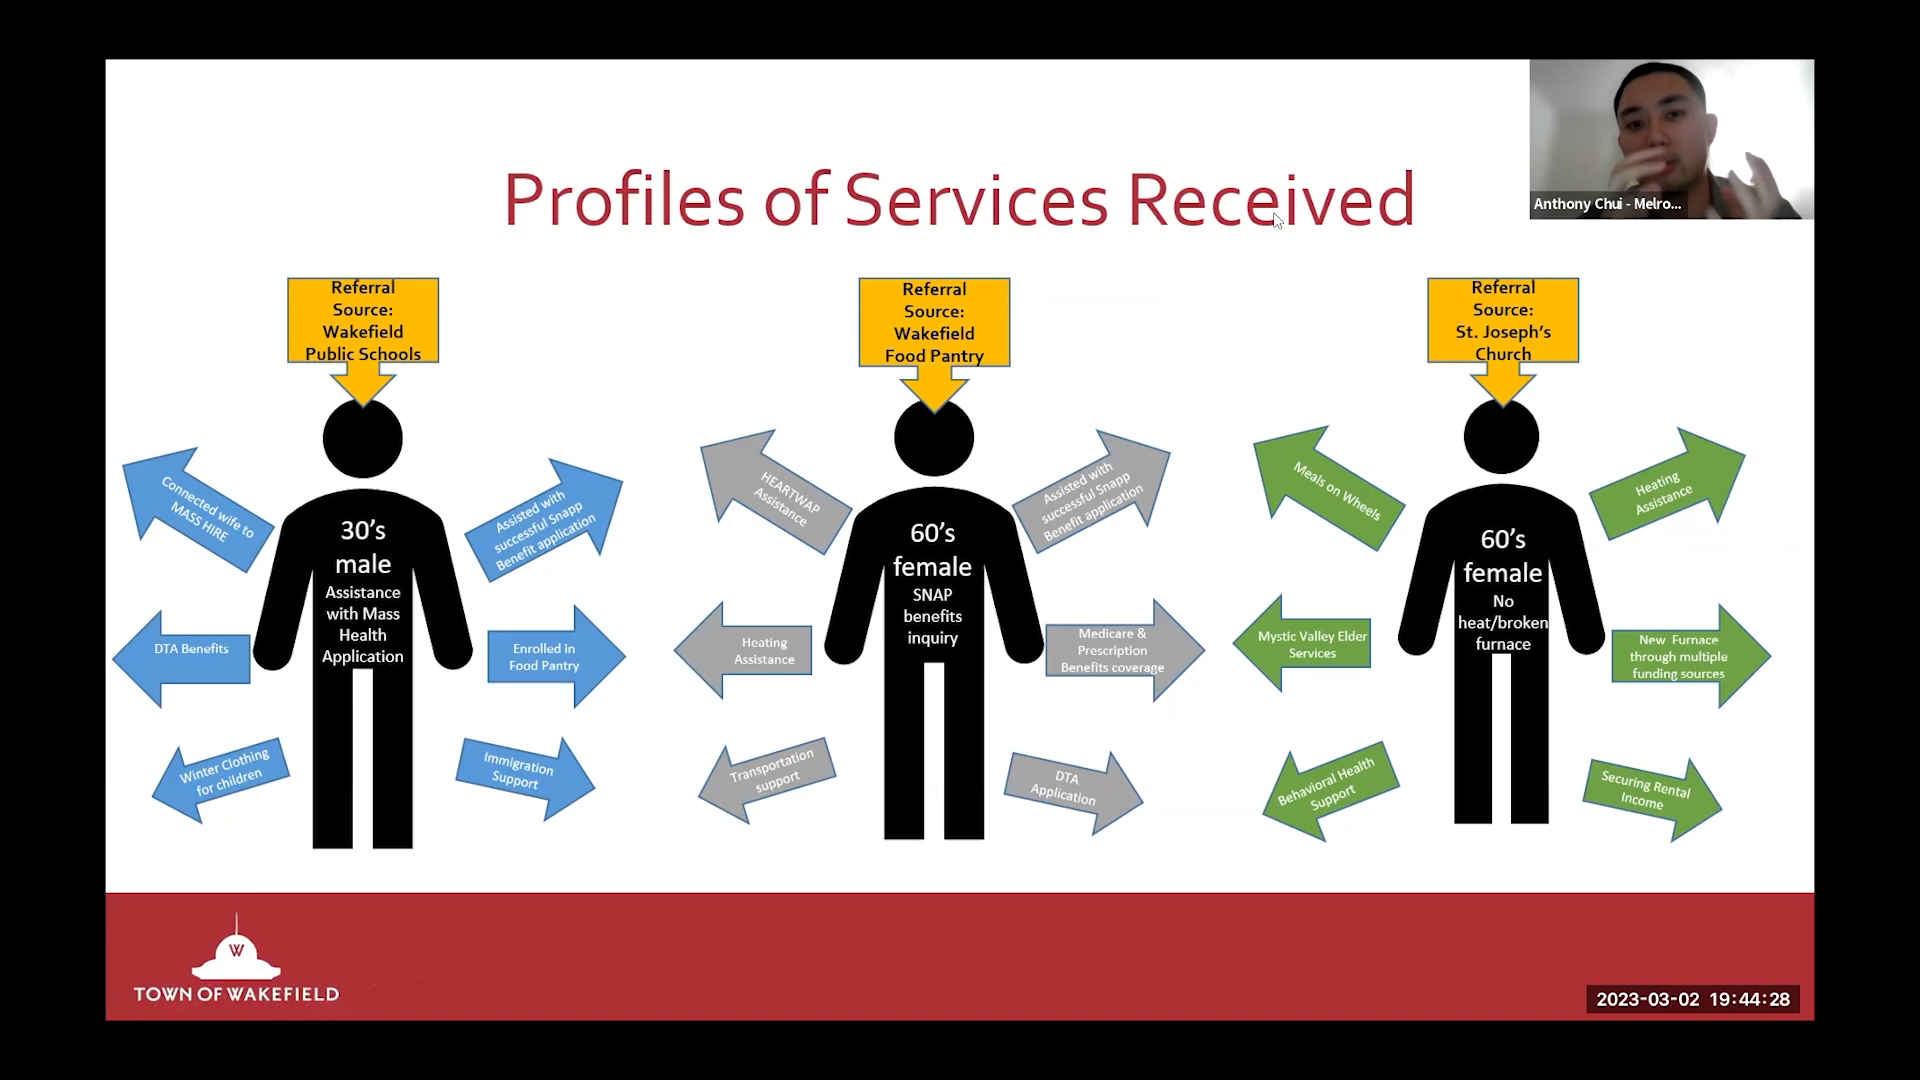 Profiles of Services Received
Anthony Chui - Melro...
Referral
Source:
Wakefield
Public Schools
Connected wife to
MASS HIRE
Assisted with
successful Snapp
Benefit application
30's
male
Assistance
with Mass
Health
Application
DTA Benefits
Enrolled in
Food Pantry
Winter Clothing
for children
Immigration
Support
Referral
Source:
Wakefield
Food Pantry
HEARTWAP
Assistance
Assisted with
successful Snapp
Benefit application
60's
female
SNAP
benefits
inquiry
Heating
Assistance
Medicare &
Prescription
Benefits coverage
Transportation
support
DTA
Application
Referral
Source:
St. Joseph's
Church
Meals on Wheels
Heating
Assistance
60's
female
No
heat/broken
furnace
Mystic Valley Elder
Services
New Furnace
through multiple
funding sources
Behavioral Health
Support
Securing Rental
Income
W
TOWN OF WAKEFIELD
2023-03-02 19:44:28